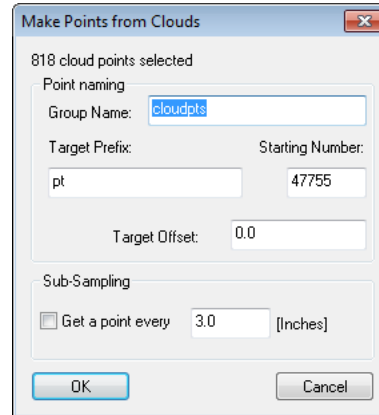 Make Points from Clouds
818 cloud points selected
Point naming
Group Name: cloudpts
Target Prefix: Starting Number:
pt 47755
Target Offset: 0.0
Sub-Sampling
Get a point every 3.0 [Inches]
OK Cancel